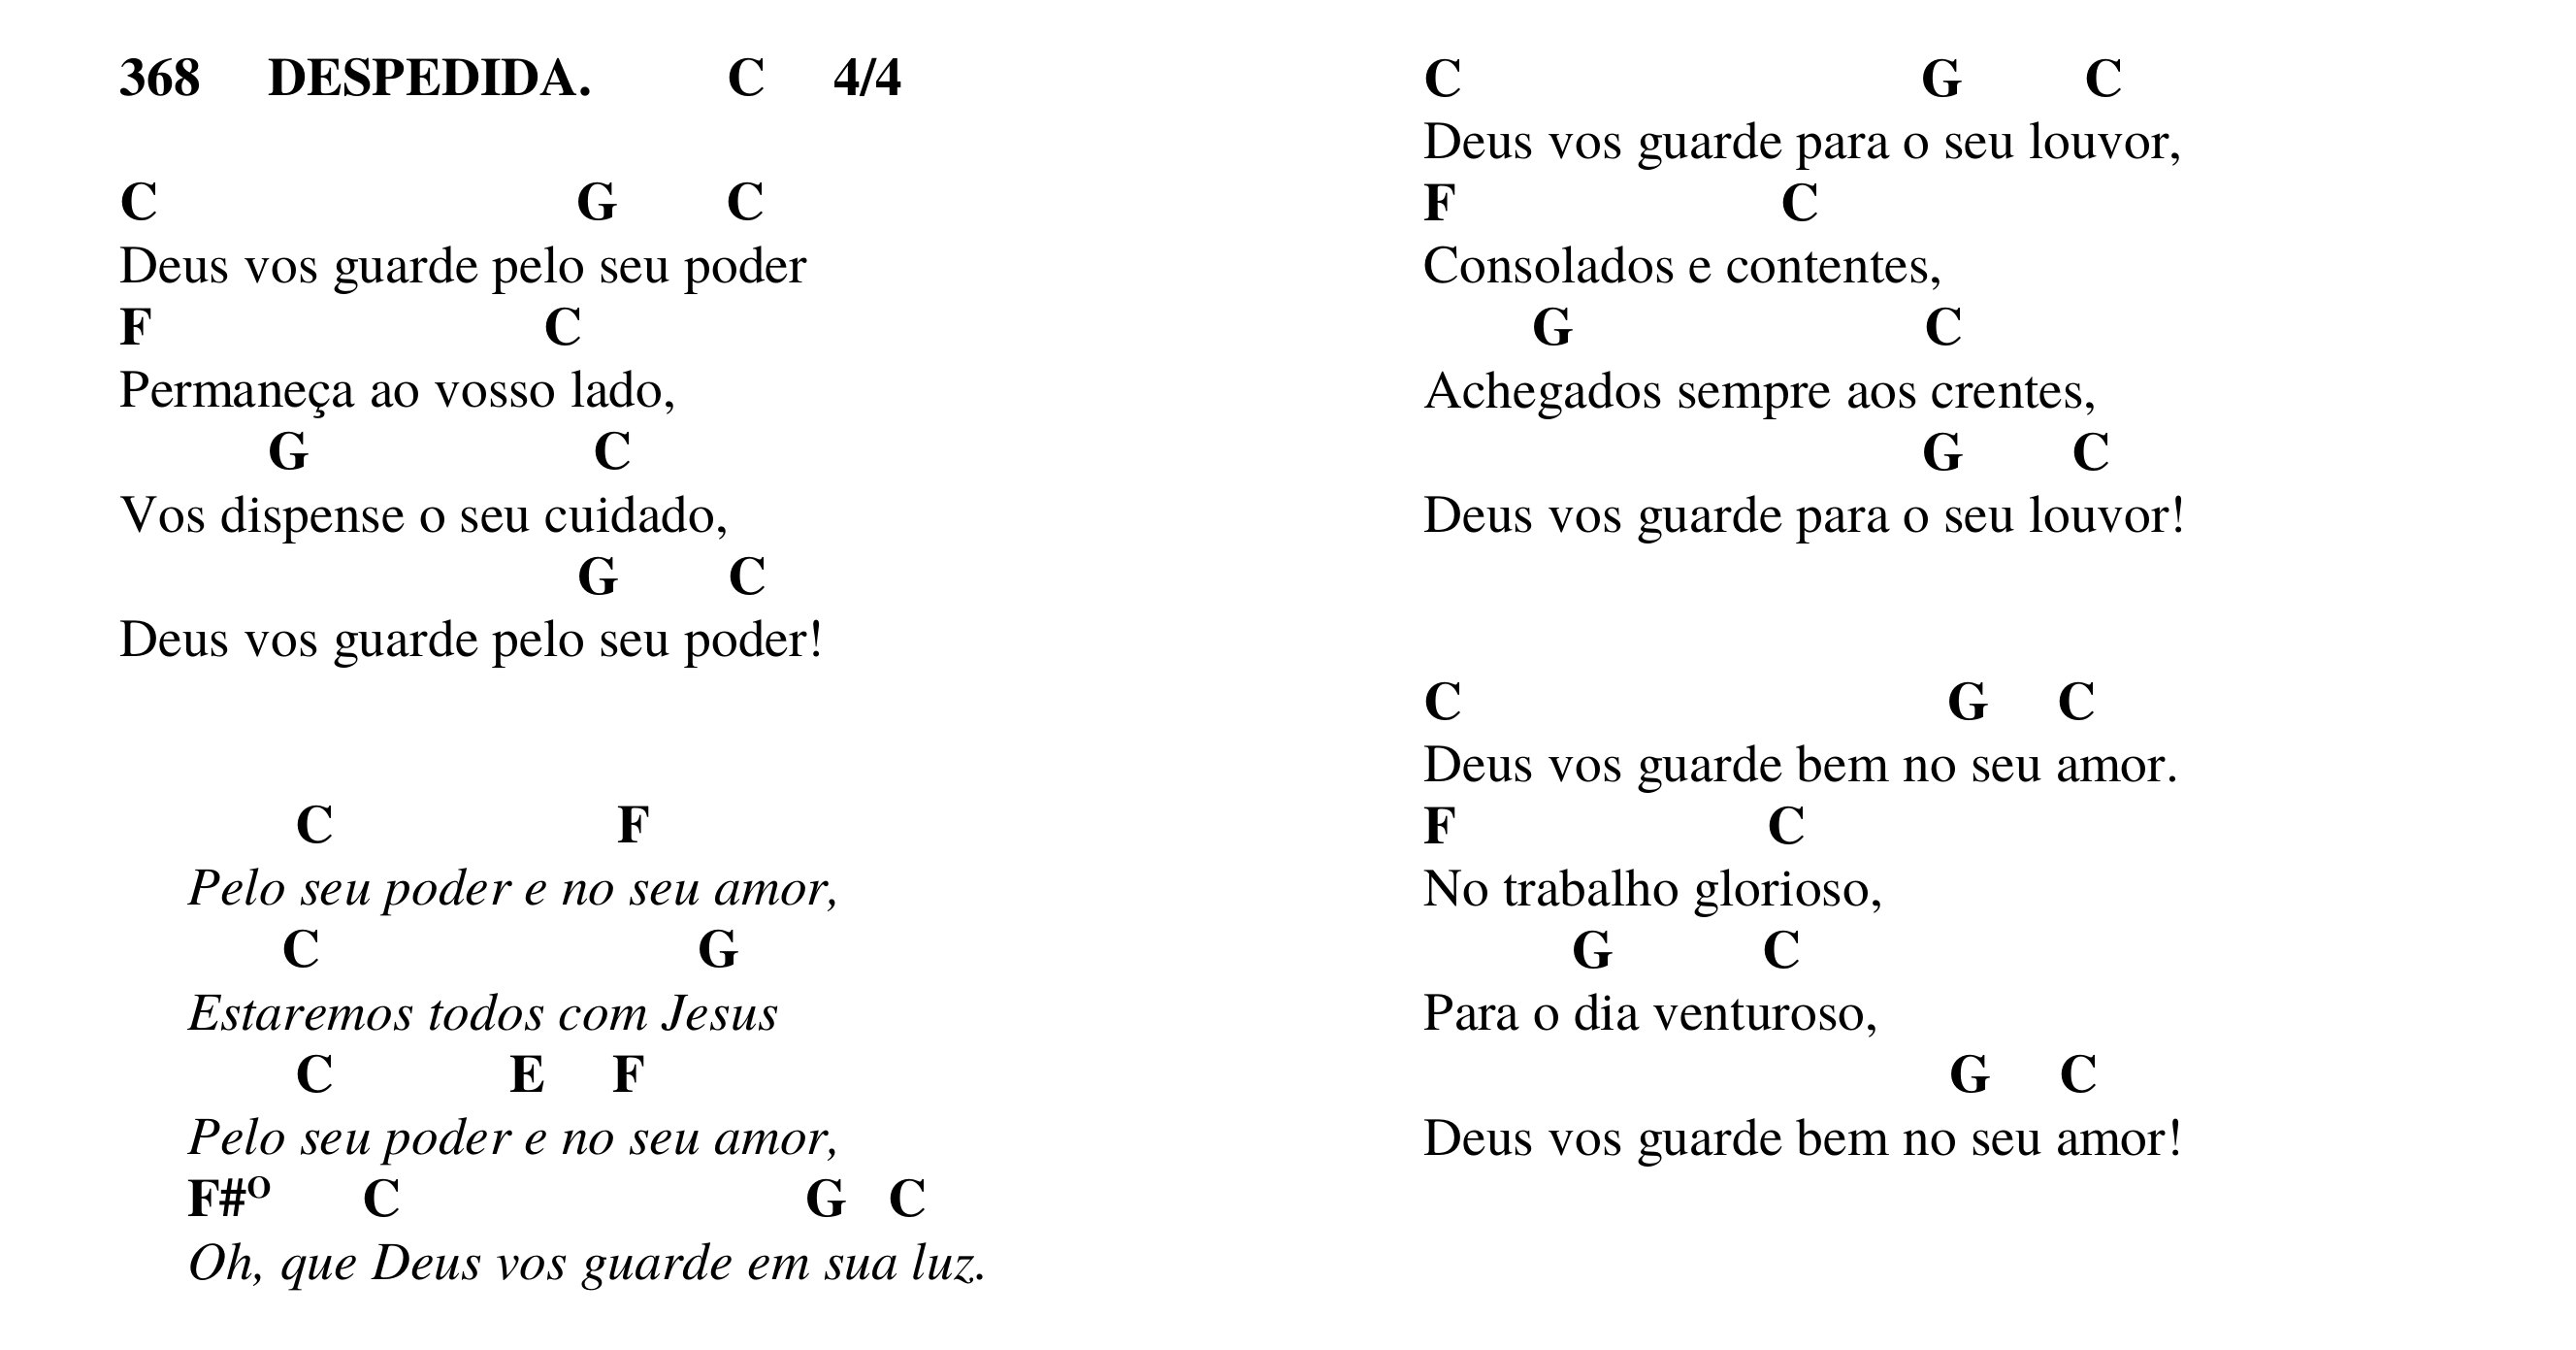 368 DESPEDIDA. C 4/4
C G C
Deus vos guarde pelo seu poder
F C
Permaneça ao vosso lado,
G C
Vos dispense o seu cuidado,
G C
Deus vos guarde pelo seu poder!
C F
Pelo seu poder e no seu amor,
C G
Estaremos todos com Jesus
C E F
Pelo seu poder e no seu amor,
F#º C G C
Oh, que Deus vos guarde em sua luz.
C G C
Deus vos guarde para o seu louvor,
F C
Consolados e contentes,
G C
Achegados sempre aos crentes,
G C
Deus vos guarde para o seu louvor!
C G C
Deus vos guarde bem no seu amor.
F C
No trabalho glorioso,
G C
Para o dia venturoso,
G C
Deus vos guarde bem no seu amor!